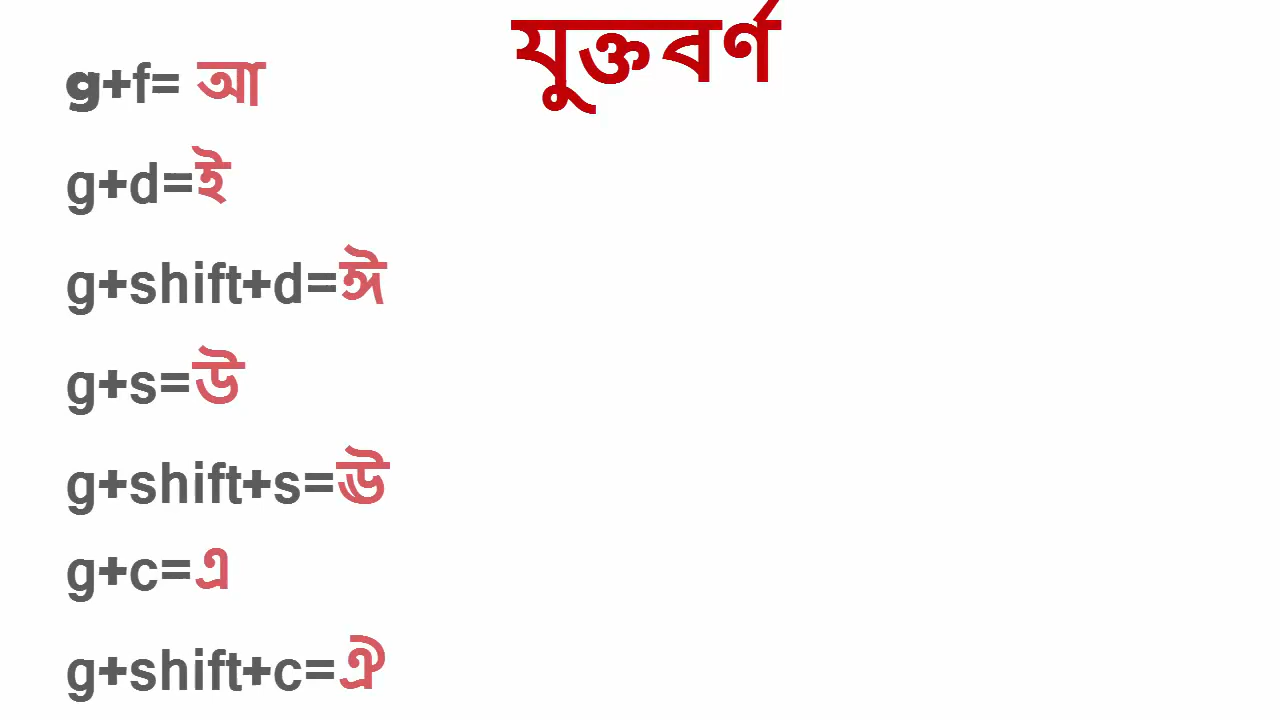 যুক্তবর্ণ
g+f= আ
g+d=ই
g+shift+d=ঈ
g+s=উ
g+shift+s=ঊ
g+c=এ
g+shift+c=ঐ